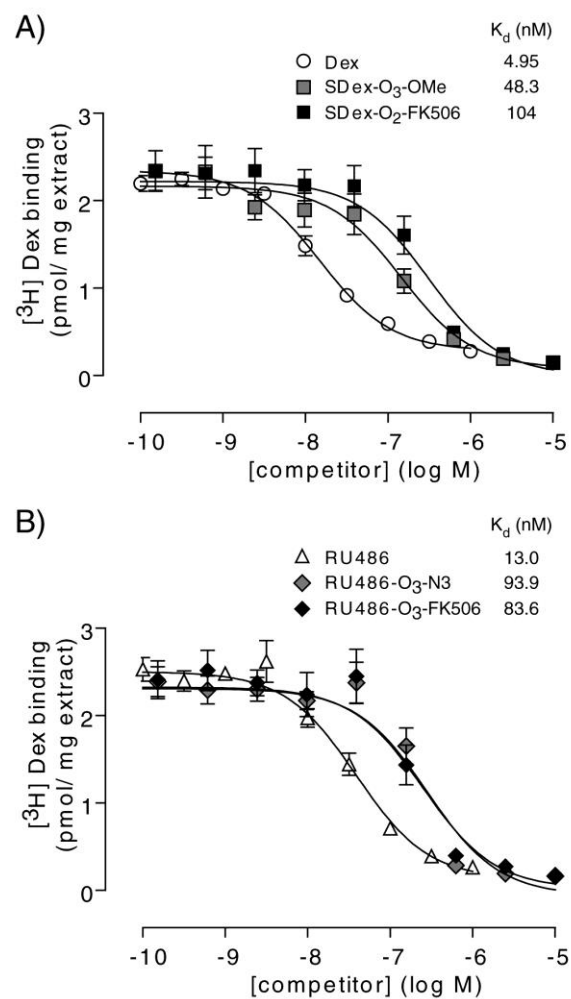 A)
K_d (nM)
Dex 4.95
SDex-O₃-OMe 48.3
SDex-O₂-FK506 104
3
2
1
0
[³H] Dex binding
(pmol/ mg extract)
-10 -9 -8 -7 -6 -5
[competitor] (log M)
B)
K_d (nM)
RU486 13.0
RU486-O₃-N3 93.9
RU486-O₃-FK506 83.6
3
2
1
0
[³H] Dex binding
(pmol/ mg extract)
-10 -9 -8 -7 -6 -5
[competitor] (log M)